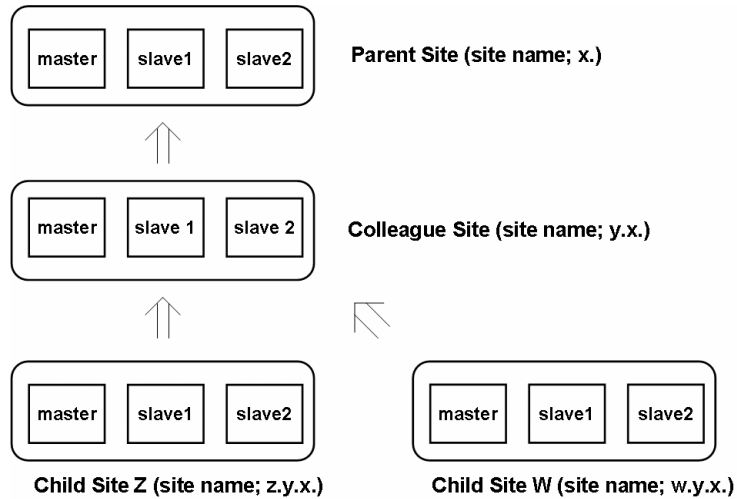 master slave1 slave2
Parent Site (site name; x.)
master slave 1 slave 2
Colleague Site (site name; y.x.)
master slave1 slave2
master slave1 slave2
Child Site Z (site name; z.y.x.)
Child Site W (site name; w.y.x.)